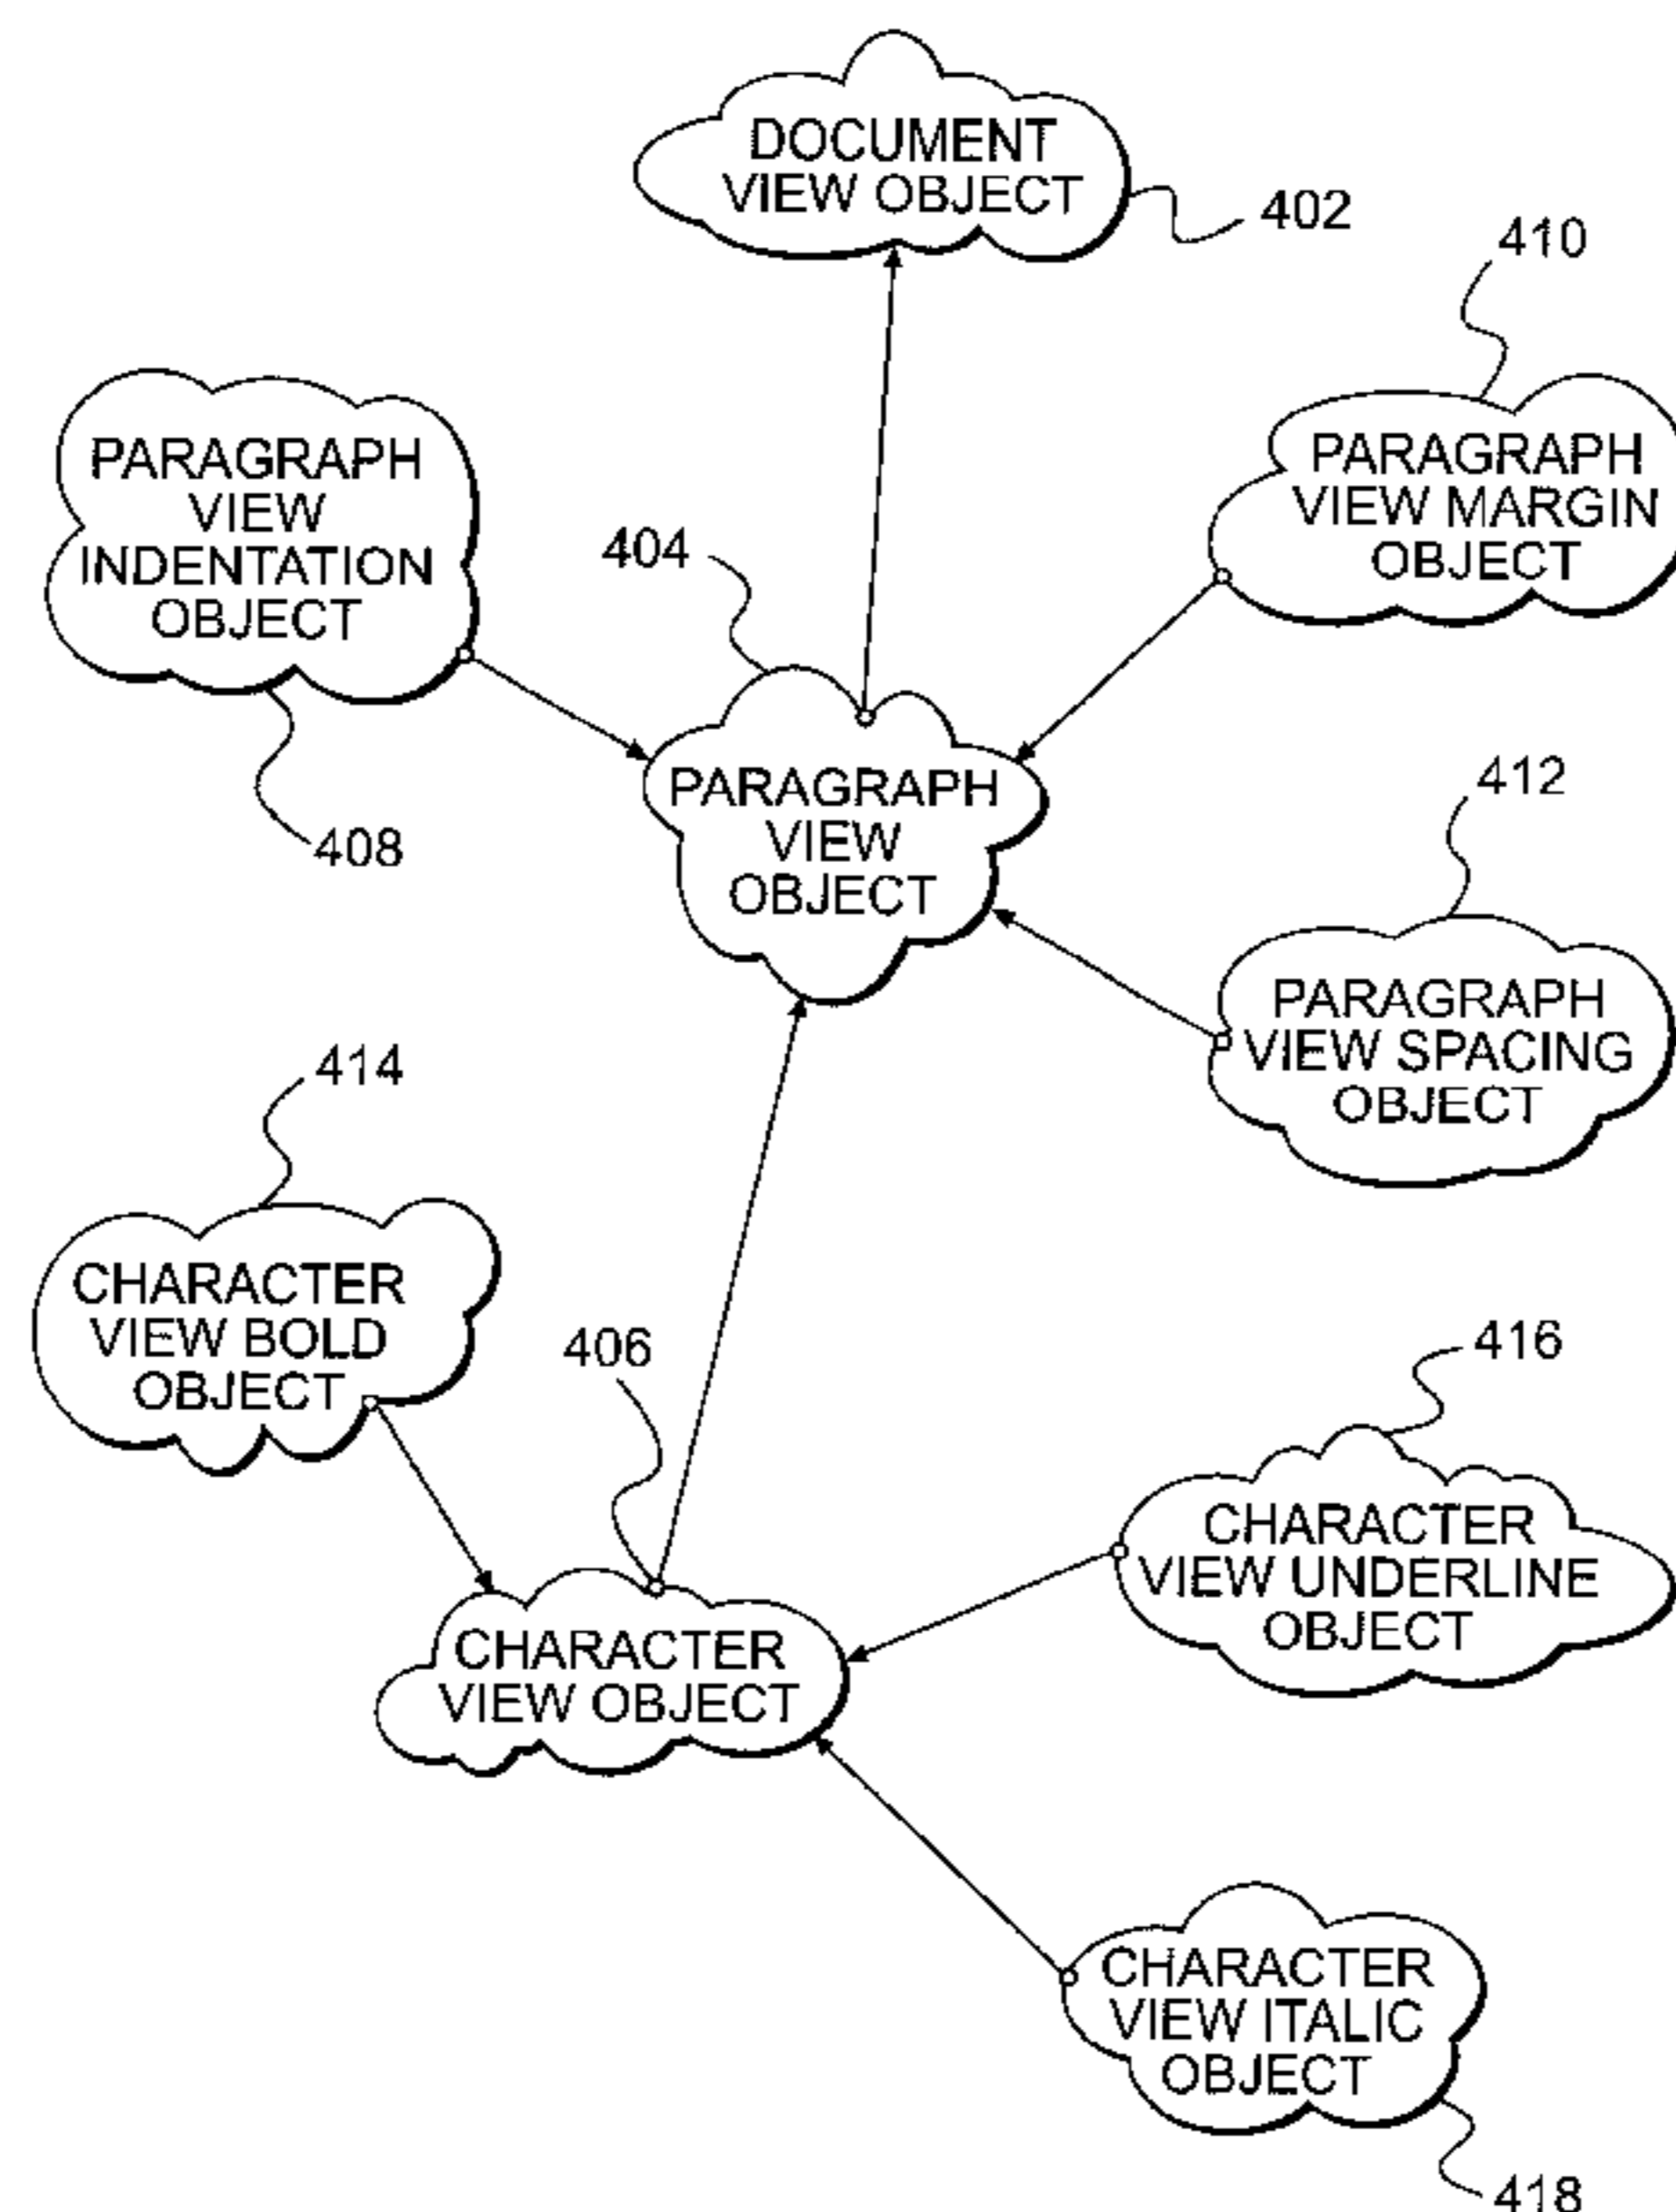 DOCUMENT
VIEW OBJECT
402
410
PARAGRAPH
VIEW
INDENTATION
OBJECT
PARAGRAPH
VIEW MARGIN
OBJECT
404
408
PARAGRAPH
VIEW
OBJECT
412
PARAGRAPH
VIEW SPACING
OBJECT
414
CHARACTER
VIEW BOLD
OBJECT
406
416
CHARACTER
VIEW UNDERLINE
OBJECT
CHARACTER
VIEW OBJECT
CHARACTER
VIEW ITALIC
OBJECT
418